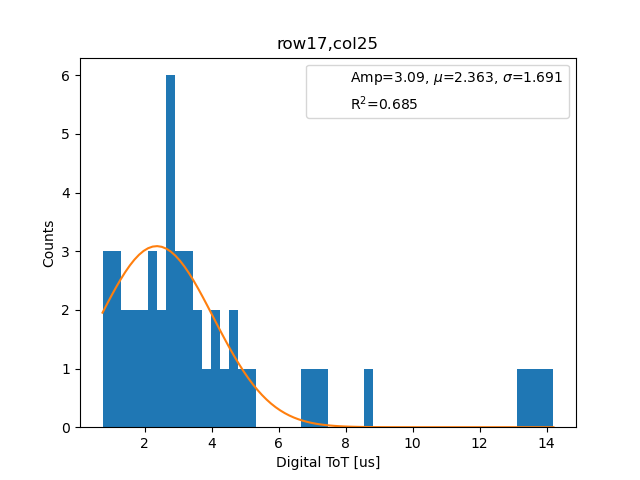 row17,col25
Amp=3.09, μ=2.363, σ=1.691
R²=0.685
6
5
4
3
2
1
0
Counts
2 4 6 8 10 12 14
Digital ToT [us]